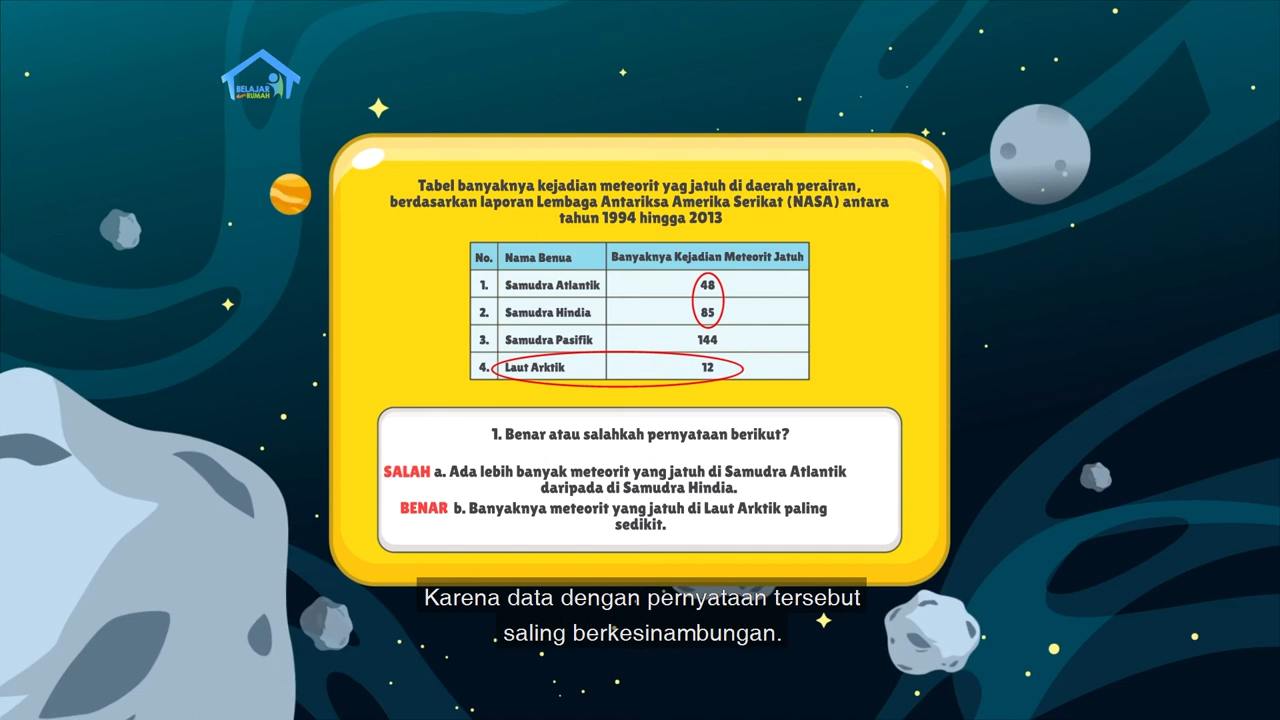 BELAJAR
dari RUMAH
Tabel banyaknya kejadian meteorit yag jatuh di daerah perairan,
berdasarkan laporan Lembaga Antariksa Amerika Serikat (NASA) antara
tahun 1994 hingga 2013
No. Nama Benua Banyaknya Kejadian Meteorit Jatuh
1. Samudra Atlantik 48
2. Samudra Hindia 85
3. Samudra Pasifik 144
4. Laut Arktik 12
1. Benar atau salahkah pernyataan berikut?
SALAH a. Ada lebih banyak meteorit yang jatuh di Samudra Atlantik
daripada di Samudra Hindia.
BENAR b. Banyaknya meteorit yang jatuh di Laut Arktik paling
sedikit.
Karena data dengan pernyataan tersebut
saling berkesinambungan.